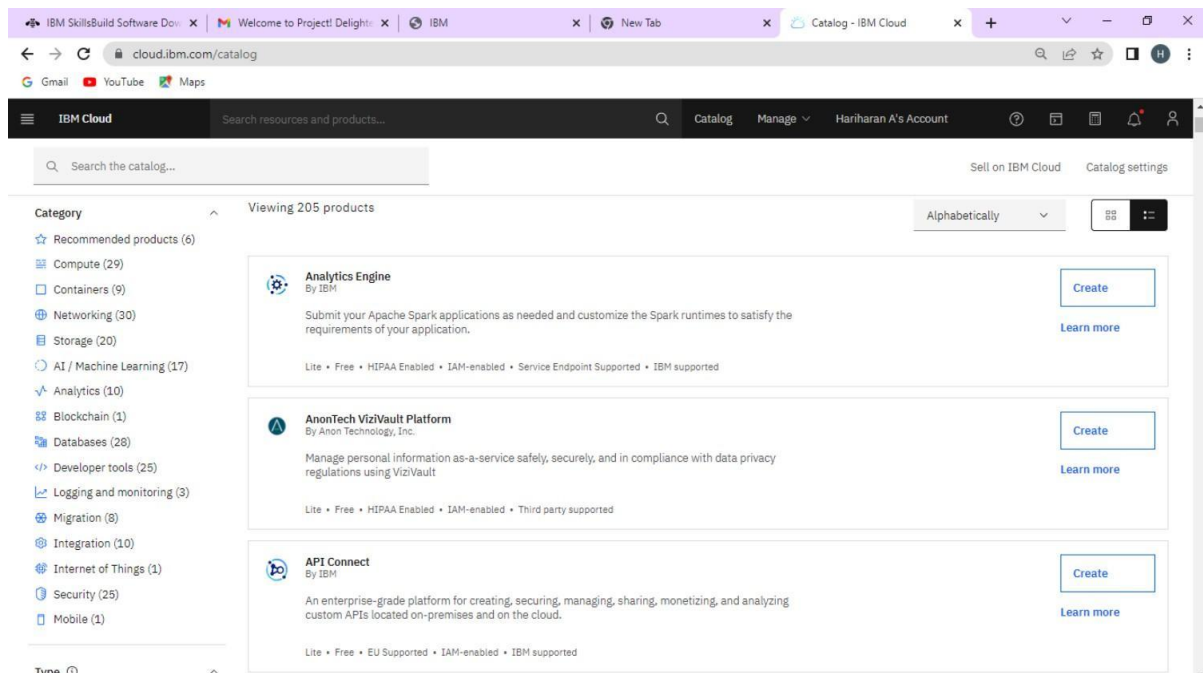 IBM SkillsBuild Software Dow
Welcome to Project! Delighte
IBM
New Tab
Catalog - IBM Cloud
cloud.ibm.com/catalog
H
Gmail
YouTube
Maps
IBM Cloud
Search resources and products...
Catalog
Manage
Hariharan A's Account
Search the catalog...
Sell on IBM Cloud
Catalog settings
Category
Recommended products (6)
Compute (29)
Containers (9)
Networking (30)
Storage (20)
AI / Machine Learning (17)
Analytics (10)
Blockchain (1)
Databases (28)
Developer tools (25)
Logging and monitoring (3)
Migration (8)
Integration (10)
Internet of Things (1)
Security (25)
Mobile (1)
Type
Viewing 205 products
Alphabetically
Analytics Engine
By IBM
Submit your Apache Spark applications as needed and customize the Spark runtimes to satisfy the
requirements of your application.
Lite • Free • HIPAA Enabled • IAM-enabled • Service Endpoint Supported • IBM supported
Create
Learn more
AnonTech ViziVault Platform
By Anon Technology, Inc.
Manage personal information as-a-service safely, securely, and in compliance with data privacy
regulations using ViziVault
Lite • Free • HIPAA Enabled • IAM-enabled • Third party supported
Create
Learn more
API Connect
By IBM
An enterprise-grade platform for creating, securing, managing, sharing, monetizing, and analyzing
custom APIs located on-premises and on the cloud.
Lite • Free • EU Supported • IAM-enabled • IBM supported
Create
Learn more